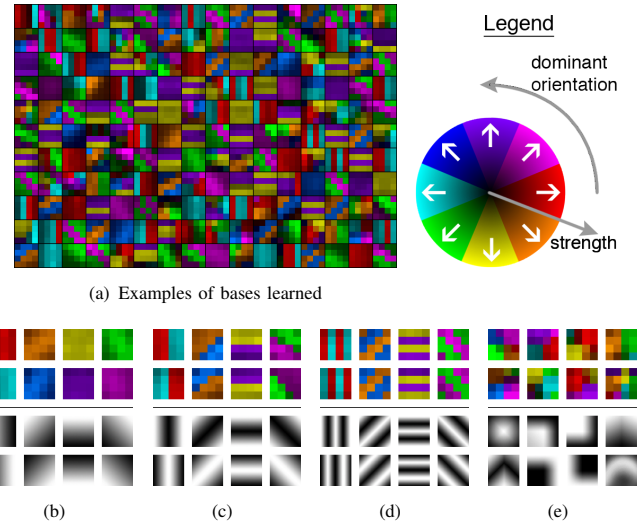 Legend
dominant
orientation
strength
(a) Examples of bases learned
(b)
(c)
(d)
(e)